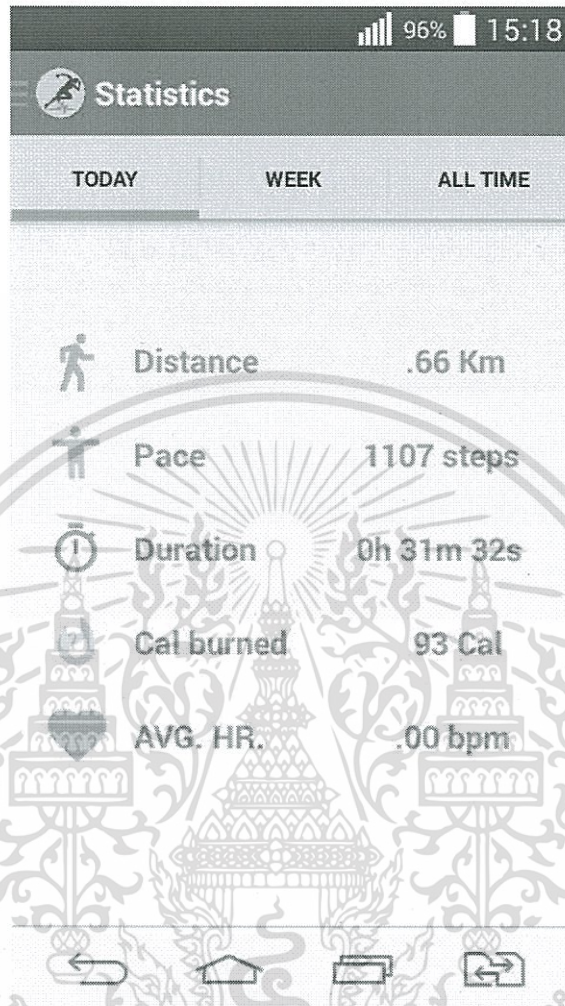 96% 15:18
Statistics
TODAY WEEK ALL TIME
Distance .66 Km
Pace 1107 steps
Duration 0h 31m 32s
Cal burned 93 Cal
AVG. HR. .00 bpm